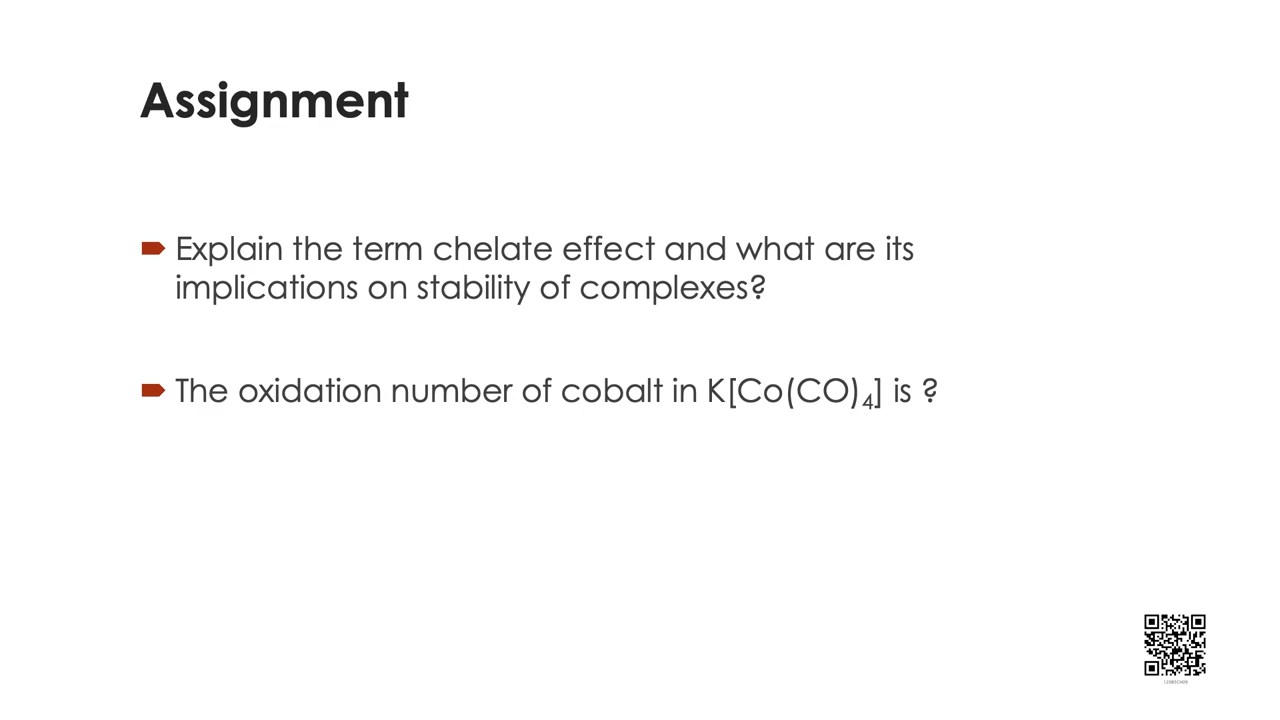 Assignment
Explain the term chelate effect and what are its
implications on stability of complexes?
The oxidation number of cobalt in K[Co(CO)₄] is ?